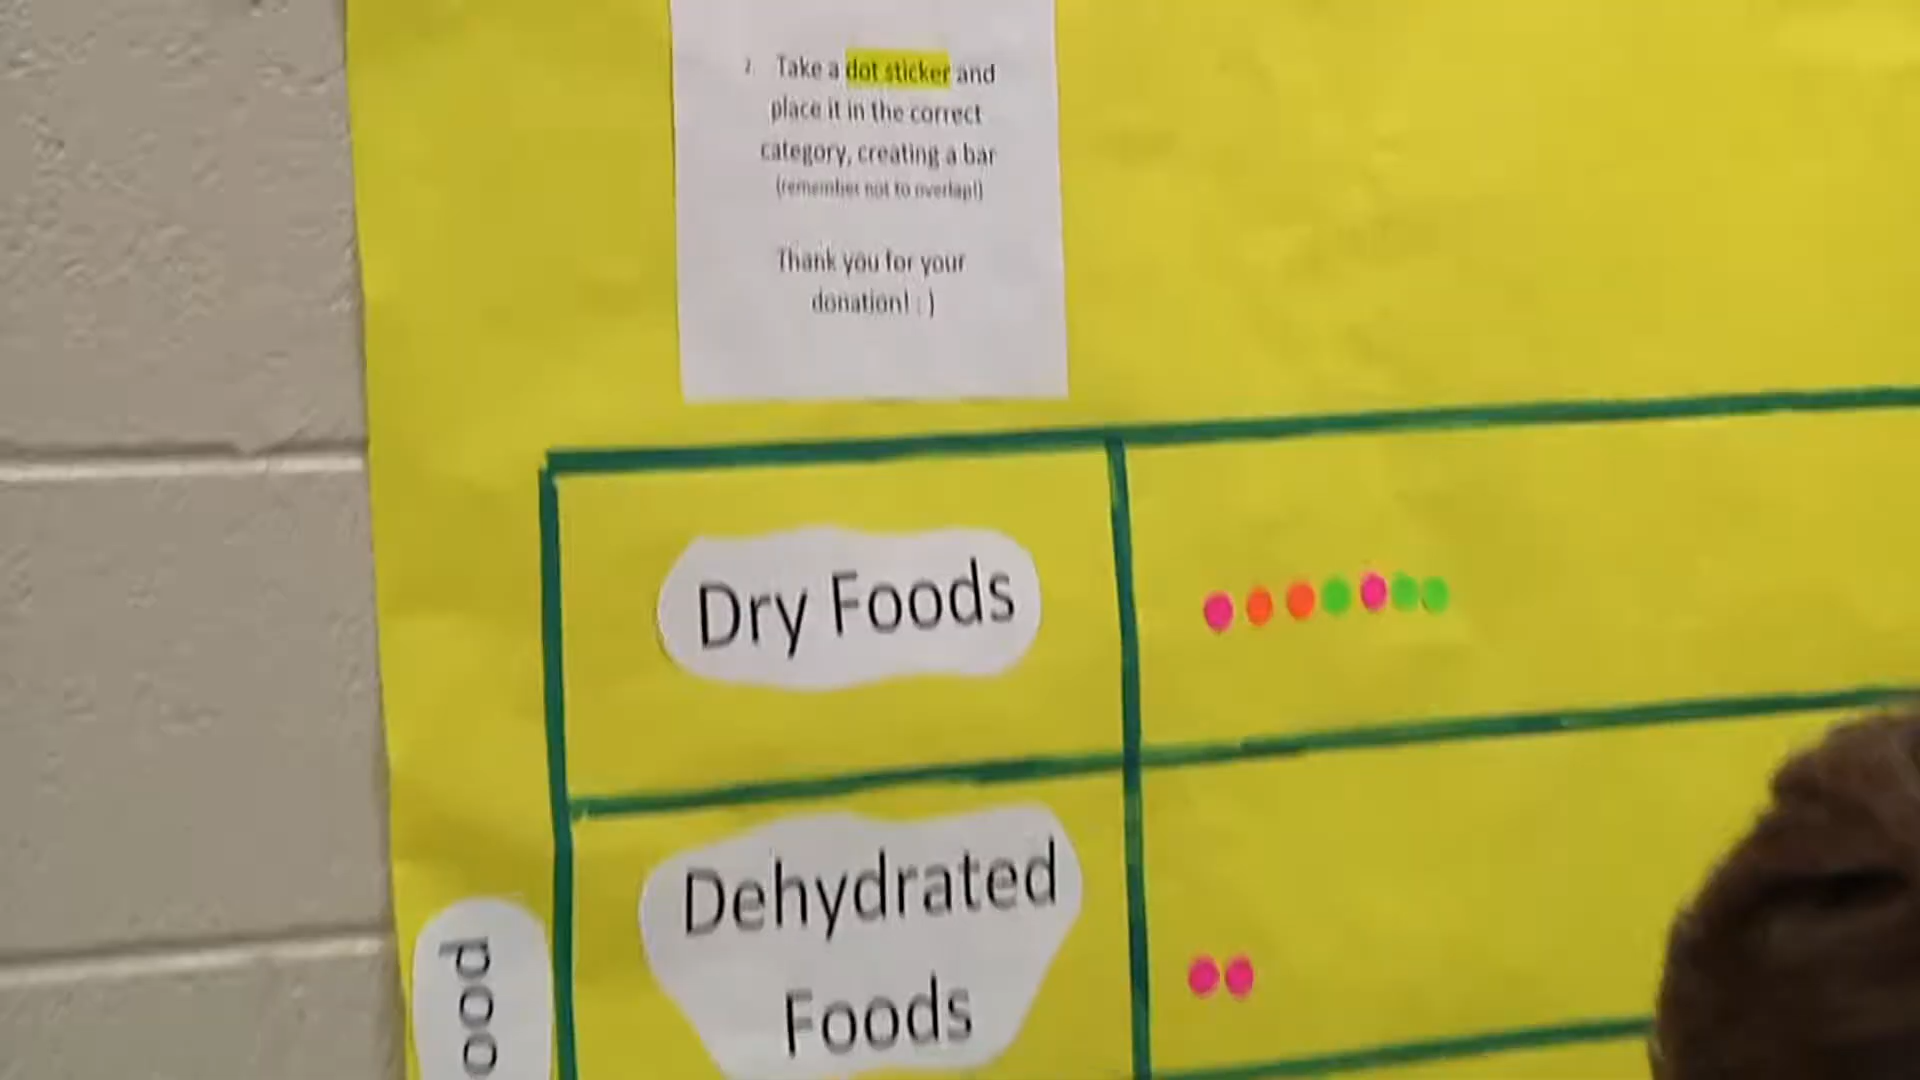 Take a dot sticker and
place it in the correct
category, creating a bar
(remember not to overlap!)
Thank you for your
donation! : )
Dry Foods
Dehydrated
Foods
ood